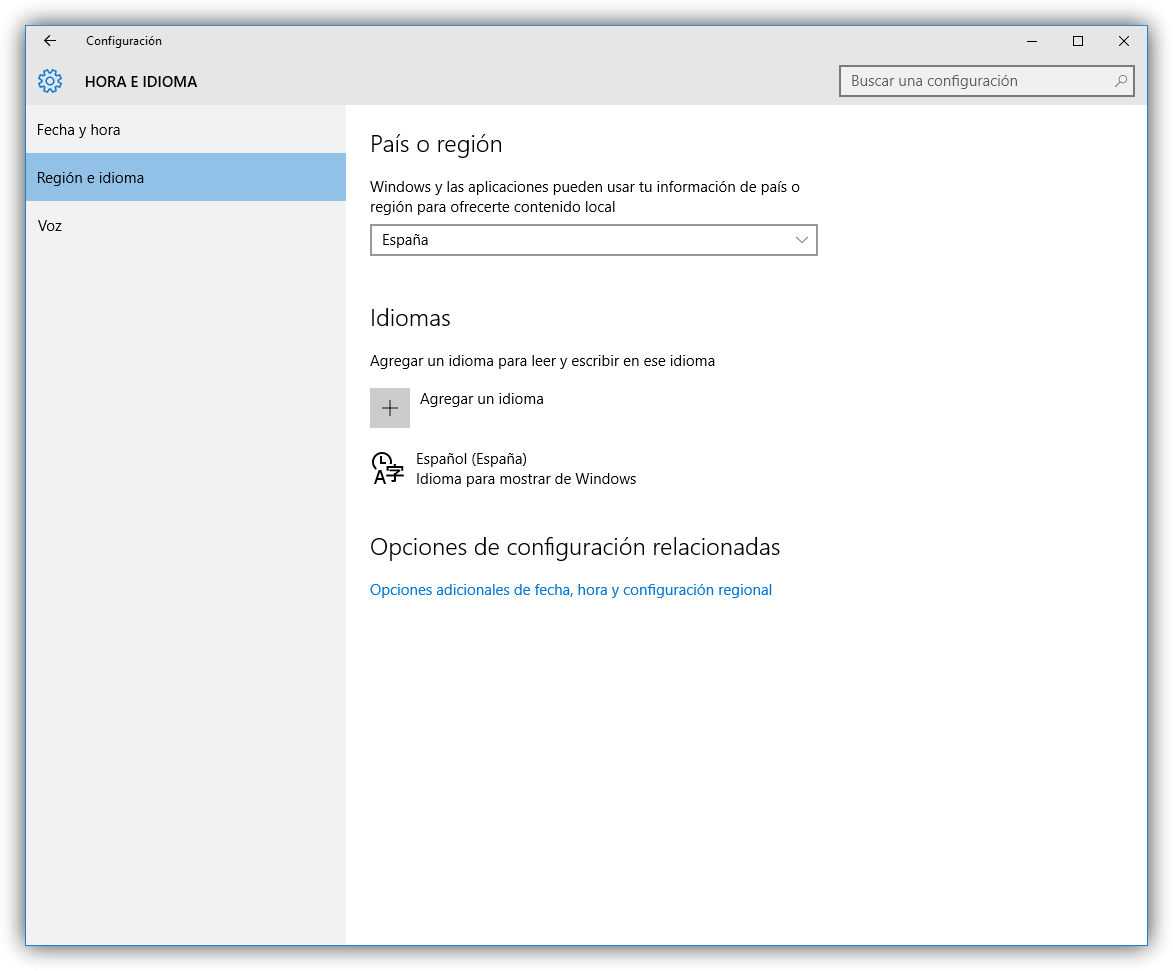 Configuración
HORA E IDIOMA
Buscar una configuración
Fecha y hora
Región e idioma
Voz
País o región
Windows y las aplicaciones pueden usar tu información de país o
región para ofrecerte contenido local
España
Idiomas
Agregar un idioma para leer y escribir en ese idioma
Agregar un idioma
A字
Español (España)
Idioma para mostrar de Windows
Opciones de configuración relacionadas
Opciones adicionales de fecha, hora y configuración regional